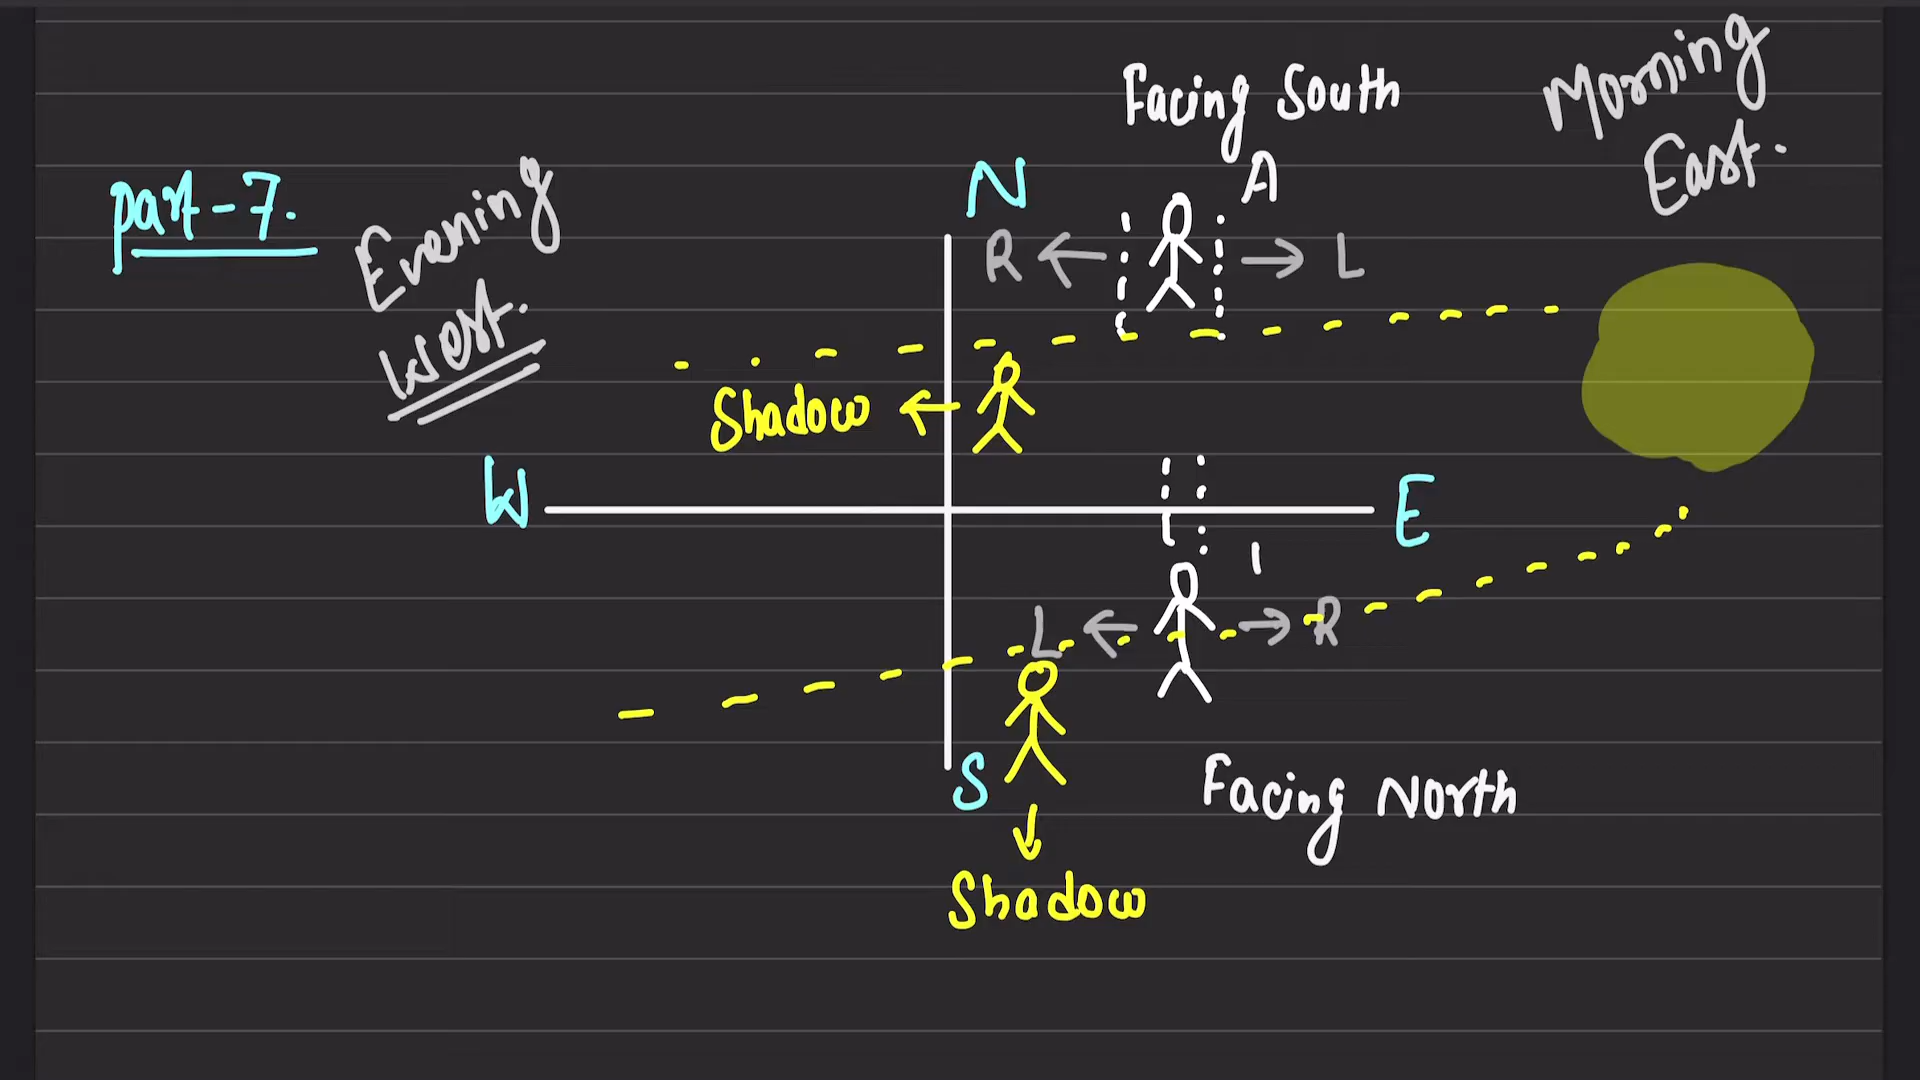 Part-7.
Evening
West.
Morning
East.
Facing South
N
A
R
L
Shadow
W
E
L
R
S
Facing North
Shadow